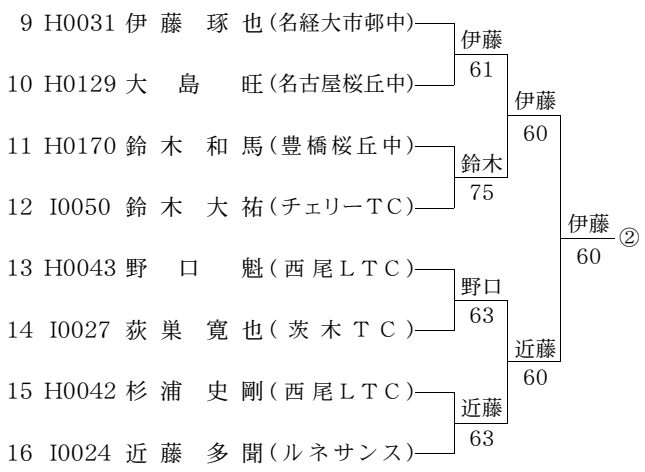 9 H0031 伊藤 琢也(名経大市邨中)
伊藤
61
10 H0129 大島 旺(名古屋桜丘中)
伊藤
60
11 H0170 鈴木 和馬(豊橋桜丘中)
鈴木
75
12 I0050 鈴木 大祐(チェリーTC)
伊藤
60
②
13 H0043 野口 魁(西尾LTC)
野口
63
14 I0027 荻巣 寛也(茨木TC)
近藤
60
15 H0042 杉浦 史剛(西尾LTC)
近藤
63
16 I0024 近藤 多聞(ルネサンス)